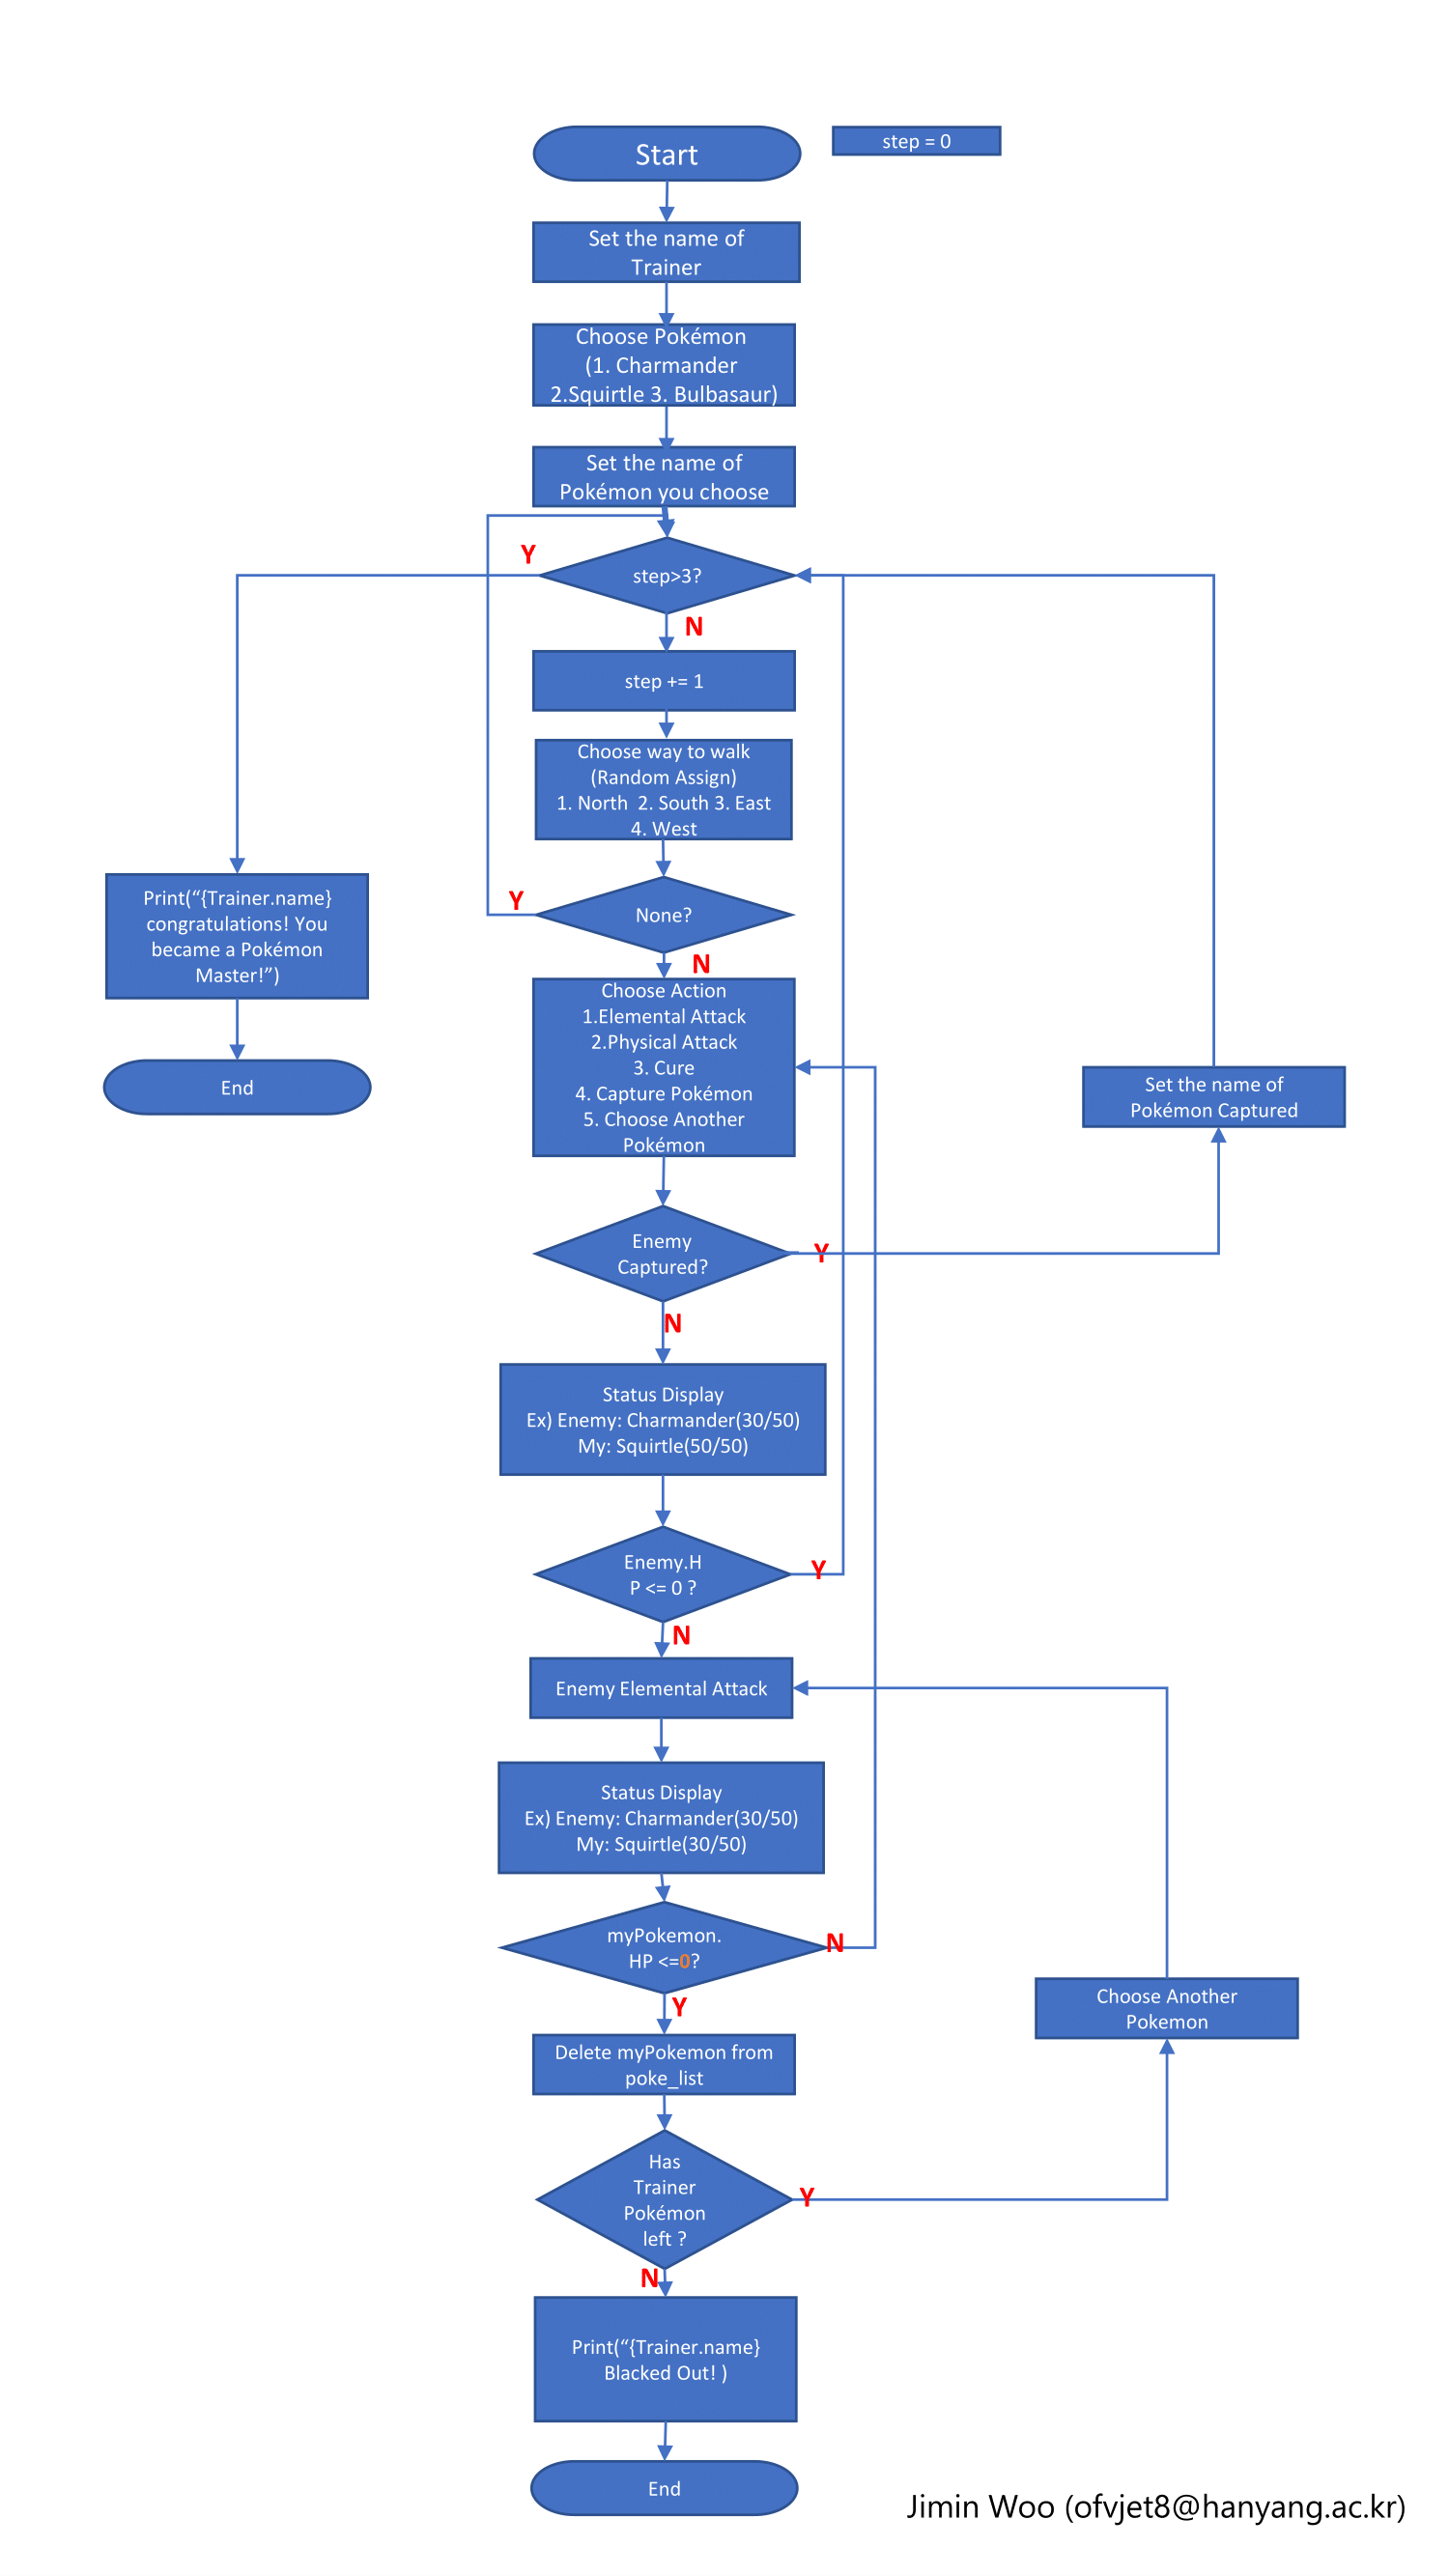 Start
step = 0
Set the name of
Trainer
Choose Pokémon
(1. Charmander
2.Squirtle 3. Bulbasaur)
Set the name of
Pokémon you choose
Y
step>3?
N
step += 1
Choose way to walk
(Random Assign)
1. North  2. South 3. East
4. West
Y
None?
N
Print(“{Trainer.name}
congratulations! You
became a Pokémon
Master!”)
End
Choose Action
1.Elemental Attack
2.Physical Attack
3. Cure
4. Capture Pokémon
5. Choose Another
Pokémon
Set the name of
Pokémon Captured
Enemy
Captured?
Y
N
Status Display
Ex) Enemy: Charmander(30/50)
My: Squirtle(50/50)
Enemy.H
P <= 0 ?
Y
N
Enemy Elemental Attack
Status Display
Ex) Enemy: Charmander(30/50)
My: Squirtle(30/50)
myPokemon.
HP <=0?
N
Y
Choose Another
Pokemon
Delete myPokemon from
poke_list
Has
Trainer
Pokémon
left ?
Y
N
Print(“{Trainer.name}
Blacked Out! )
End
Jimin Woo (ofvjet8@hanyang.ac.kr)